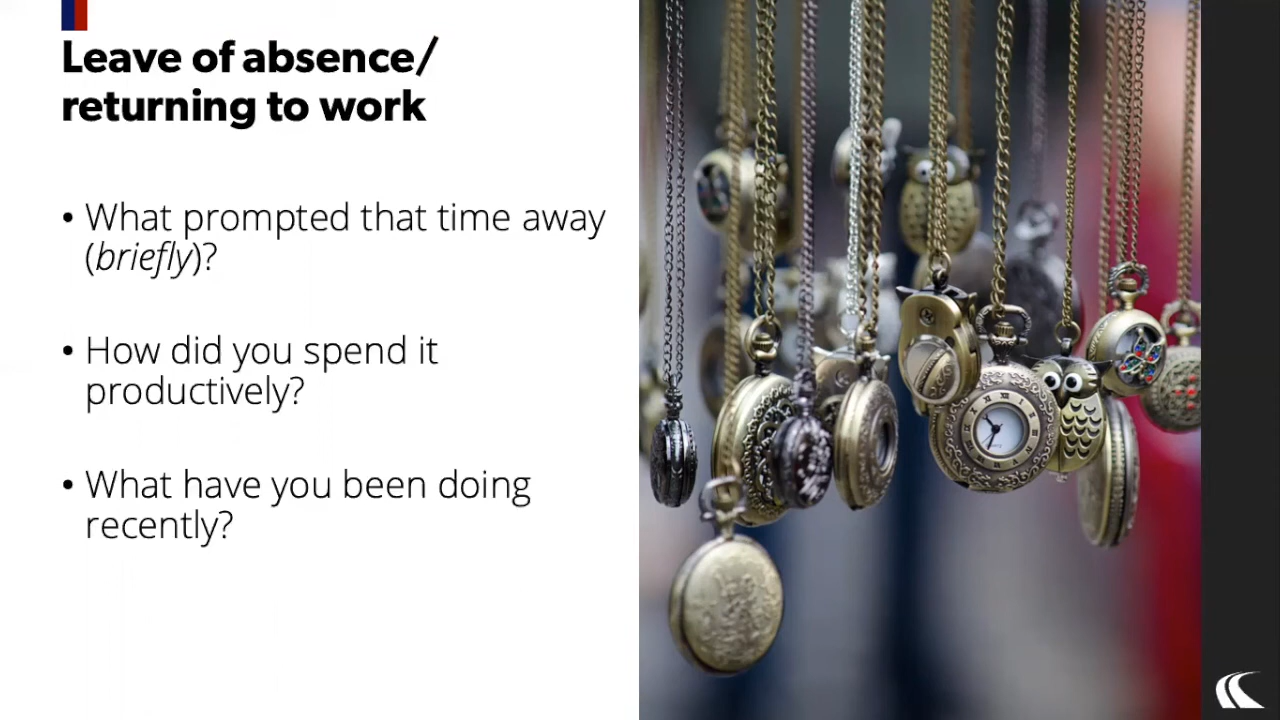 Leave of absence/
returning to work
• What prompted that time away
(briefly)?
• How did you spend it
productively?
• What have you been doing
recently?